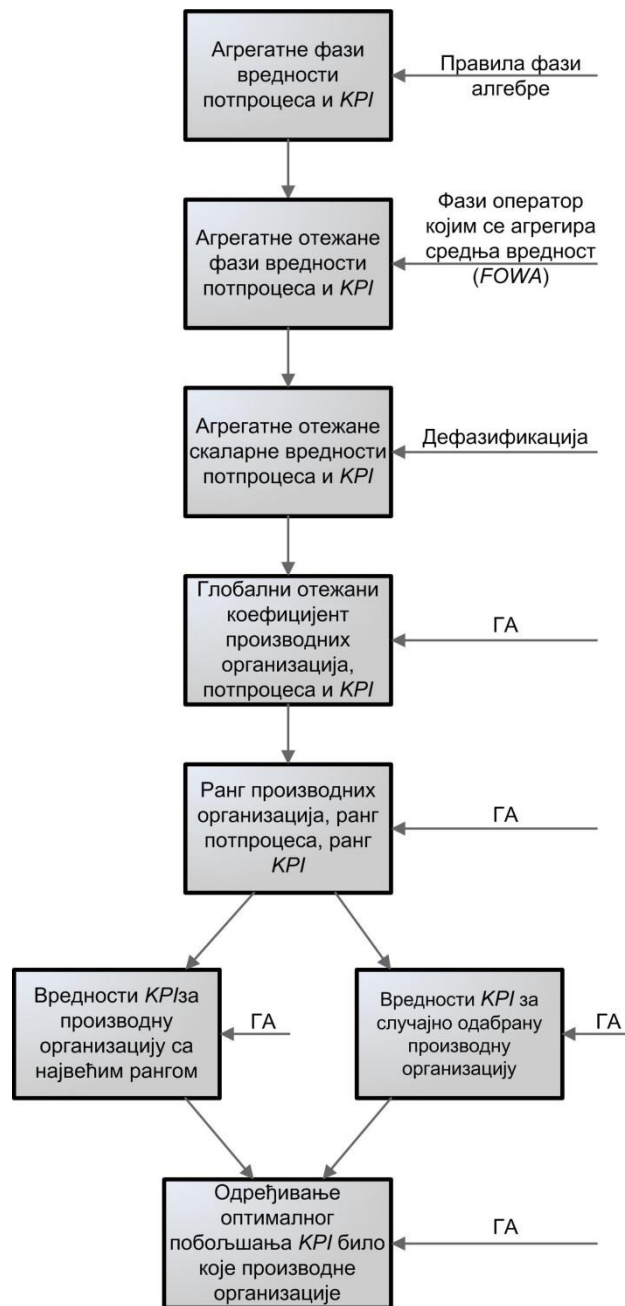 Агрегатне фази
вредности
потпроцеса и KPI
Правила фази
алгебре
Агрегатне отежане
фази вредности
потпроцеса и KPI
Фази оператор
којим се агрегира
средња вредност
(FOWA)
Агрегатне отежане
скаларне вредности
потпроцеса и KPI
Дефазификација
Глобални отежани
коефицијент
производних
организација,
потпроцеса и KPI
ГА
Ранг производних
организација, ранг
потпроцеса, ранг
KPI
ГА
Вредности KPIза
производну
организацију са
највећим рангом
ГА
Вредности KPI за
случајно одабрану
производну
организацију
ГА
Одређивање
оптималног
побољшања KPI било
које производне
организације
ГА